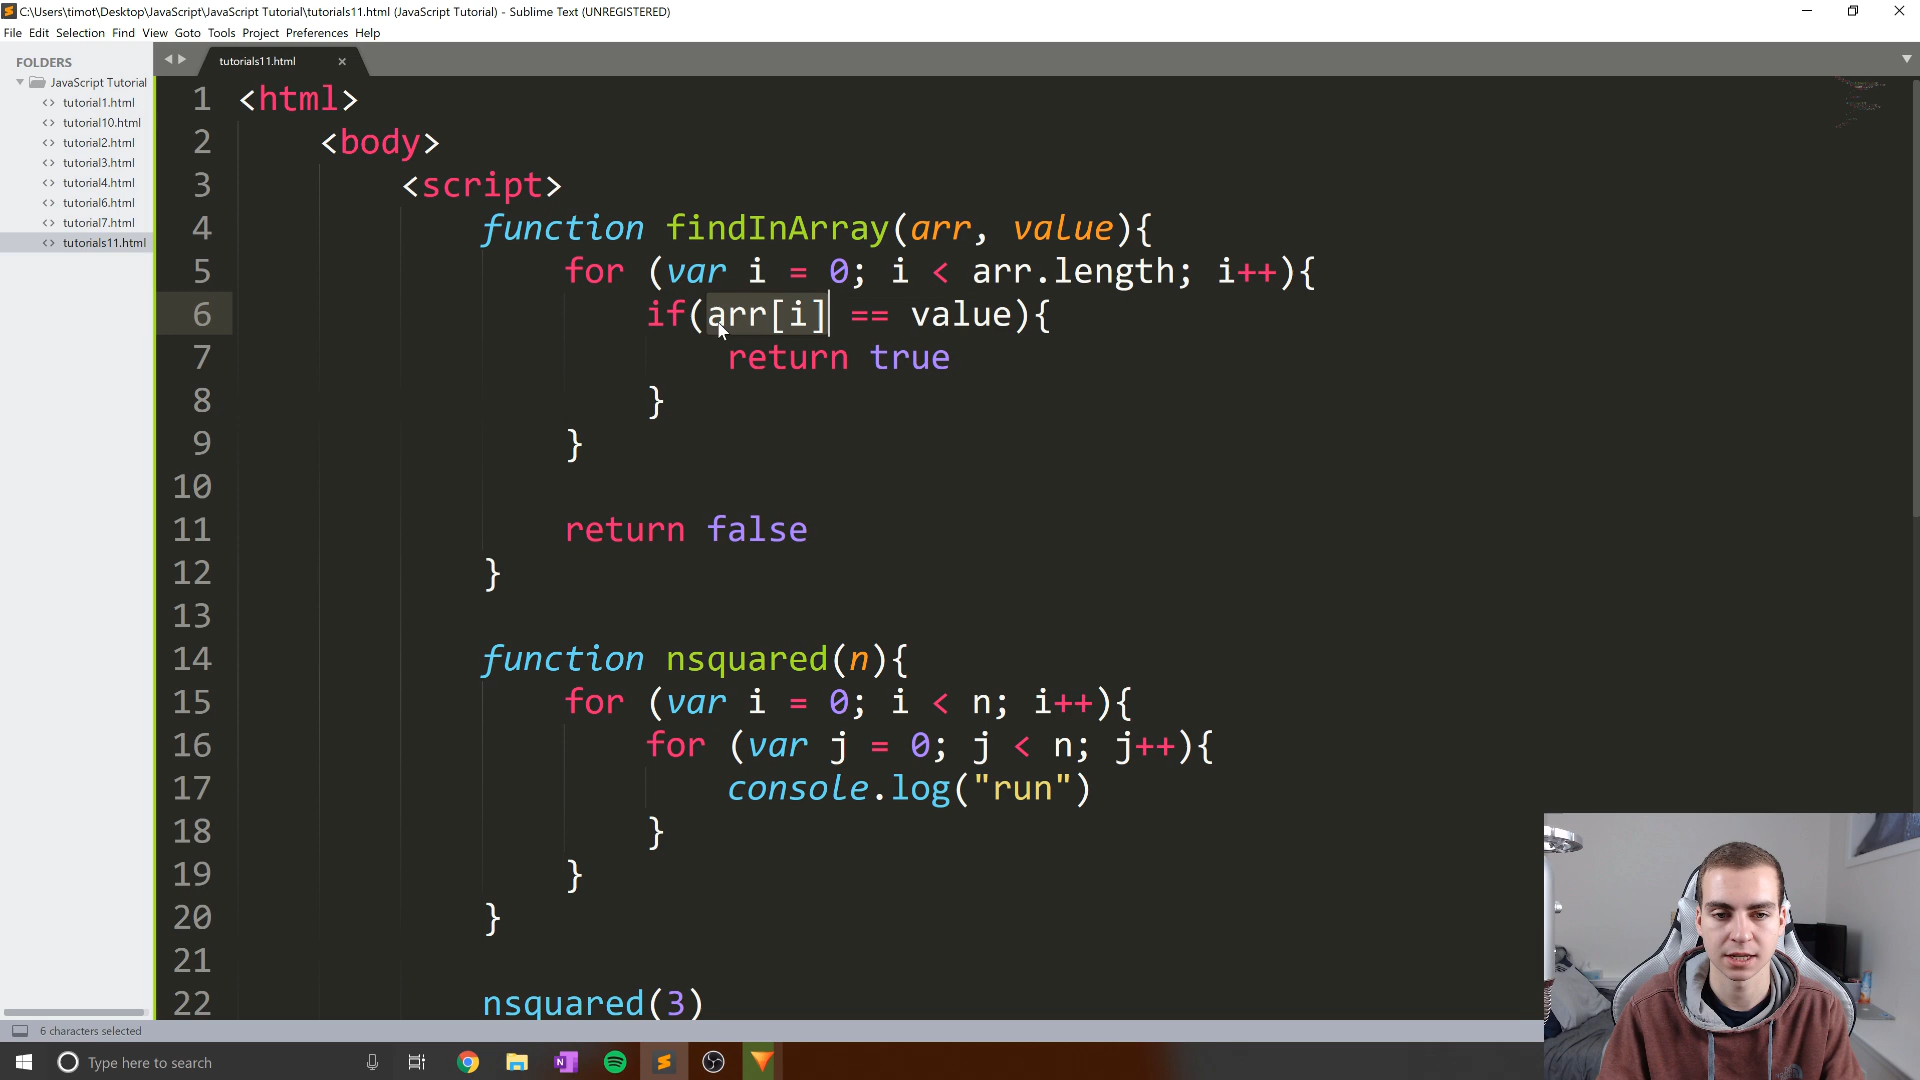 C:\Users\timot\Desktop\JavaScript\JavaScript Tutorial\tutorials11.html (JavaScript Tutorial) - Sublime Text (UNREGISTERED)
File Edit Selection Find View Goto Tools Project Preferences Help
FOLDERS
JavaScript Tutorial
tutorial1.html
tutorial10.html
tutorial2.html
tutorial3.html
tutorial4.html
tutorial6.html
tutorial7.html
tutorials11.html
tutorials11.html
1 <html>
2 <body>
3 <script>
4 function findInArray(arr, value){
5 for (var i = 0; i < arr.length; i++){
6 if(arr[i] == value){
7 return true
8 }
9 }
10
11 return false
12 }
13
14 function nsquared(n){
15 for (var i = 0; i < n; i++){
16 for (var j = 0; j < n; j++){
17 console.log("run")
18 }
19 }
20 }
21
22 nsquared(3)
6 characters selected
Type here to search